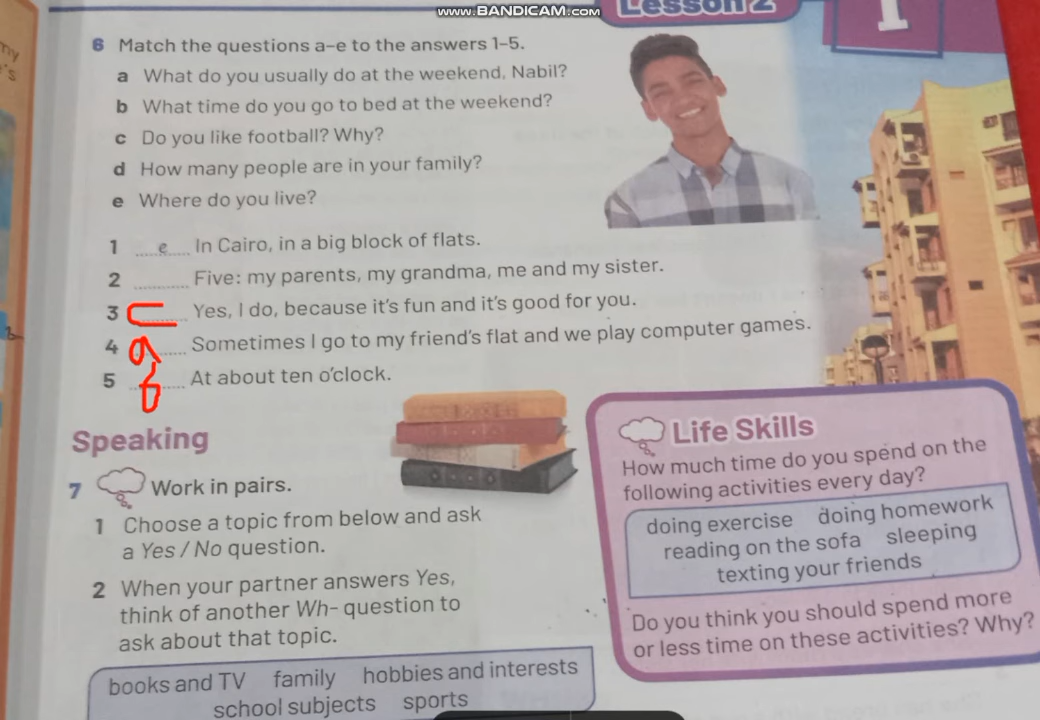 www.BANDICAM.com
Lesson 2
1
6 Match the questions a–e to the answers 1–5.
a What do you usually do at the weekend, Nabil?
b What time do you go to bed at the weekend?
c Do you like football? Why?
d How many people are in your family?
e Where do you live?
1 e In Cairo, in a big block of flats.
2 ........ Five: my parents, my grandma, me and my sister.
3 c Yes, I do, because it's fun and it's good for you.
4 a Sometimes I go to my friend's flat and we play computer games.
5 b At about ten o'clock.
Speaking
7 Work in pairs.
1 Choose a topic from below and ask
a Yes / No question.
2 When your partner answers Yes,
think of another Wh- question to
ask about that topic.
books and TV family hobbies and interests
school subjects sports
Life Skills
How much time do you spend on the
following activities every day?
doing exercise doing homework
reading on the sofa sleeping
texting your friends
Do you think you should spend more
or less time on these activities? Why?